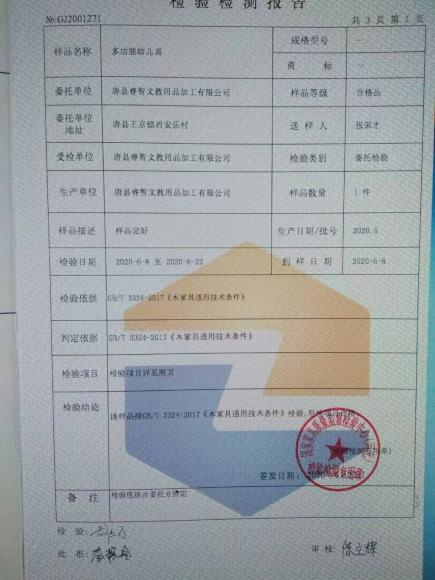 检验检测报告
№:GJ2001271 共 3 页 第 1 页
样品名称 多功能幼儿桌 规格型号 —
商 标 —
委托单位 唐县睿智文教用品加工有限公司 样品等级 合格品
委托单位地址 唐县王京镇西安乐村 送 样 人 张荣才
受检单位 唐县睿智文教用品加工有限公司 检验类别 委托检验
生产单位 唐县睿智文教用品加工有限公司 样品数量 1 件
样品描述 样品完好 生产日期/批号 2020.5
检验日期 2020-6-8 至 2020-6-22 到 样 日 期 2020-6-8
检验依据 GB/T 3324-2017《木家具通用技术条件》
判定依据 GB/T 3324-2017《木家具通用技术条件》
检验项目 检验项目详见附页
检验结论 该样品按GB/T 3324-2017《木家具通用技术条件》检验,所检项目
检验检测专用章
签发日期:
备 注 检验依据由委托方指定
检 验:
批 准: 审 核: